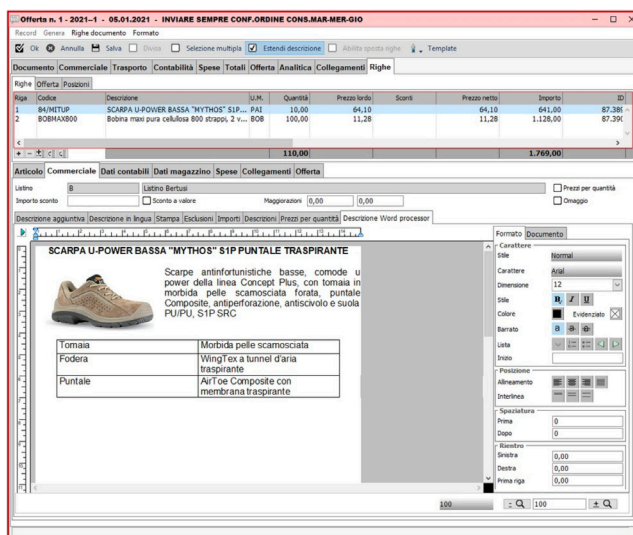 Offerta n. 1 - 2021--1 - 05.01.2021 - INVIARE SEMPRE CONF.ORDINE CONS.MAR-MER-GIO
Record Genera Righe documento Formato
Ok Annulla Salva Divisa Selezione multipla Estendi descrizione Abilita sposta righe Template
Documento Commerciale Trasporto Contabilità Spese Totali Offerta Analitica Collegamenti Righe
Righe Offerta Posizioni
Riga Codice Descrizione U.M. Quantità Prezzo lordo Sconti Prezzo netto Importo ID
1 84/MITUP SCARPA U-POWER BASSA "MYTHOS" S1P... PAI 10,00 64,10 64,10 641,00 87.389
2 BOBMAXB00 Bobina maxi pura cellulosa 800 strappi, 2 v... BOB 100,00 11,28 11,28 1.128,00 87.390
110,00 1.769,00
Articolo Commerciale Dati contabili Dati magazzino Spese Collegamenti Offerta
Listino B Listino Bertusi Prezzi per quantità
Importo sconto Sconto a valore Maggiorazioni 0,00 0,00 Omaggio
Descrizione aggiuntiva Descrizione in lingua Stampa Esclusioni Importi Descrizioni Prezzi per quantità Descrizione Word processor
SCARPA U-POWER BASSA "MYTHOS" S1P PUNTALE TRASPIRANTE
Scarpe antinfortunistiche basse, comode u
power della linea Concept Plus, con tomaia in
morbida pelle scamosciata forata, puntale
Composite, antiperforazione, antiscivolo e suola
PU/PU, S1P SRC
Tomaia Morbida pelle scamosciata
Fodera WingTex a tunnel d'aria
traspirante
Puntale AirToe Composite con
membrana traspirante
Formato Documento
Carattere
Stile Normal
Carattere Arial
Dimensione 12
Stile B I U
Colore Evidenziato
Barrato a a a
Lista
Inizio
Posizione
Allineamento
Interlinea
Spaziatura
Prima 0
Dopo 0
Rientro
Sinistra 0,00
Destra 0,00
Prima riga 0,00
100 100